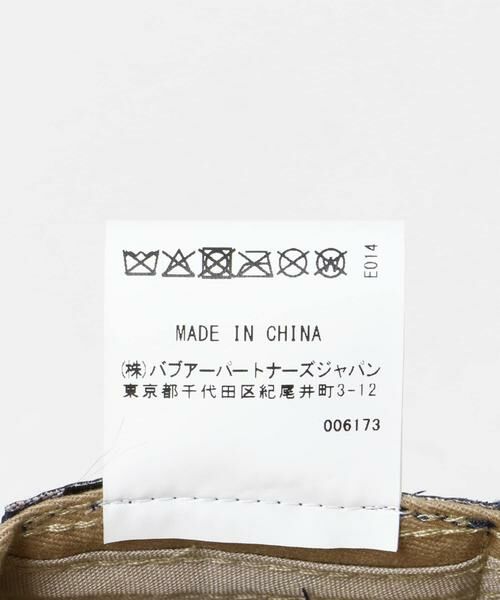 W
E014
MADE IN CHINA
(株)バブアーパートナーズジャパン
東京都千代田区紀尾井町3-12
006173